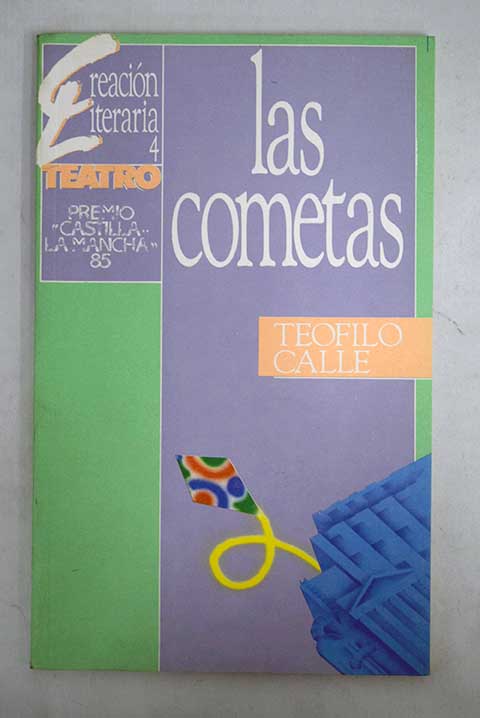 Creación
Literaria
4
TEATRO
PREMIO
"CASTILLA..
LA MANCHA"
85
las
cometas
TEOFILO
CALLE